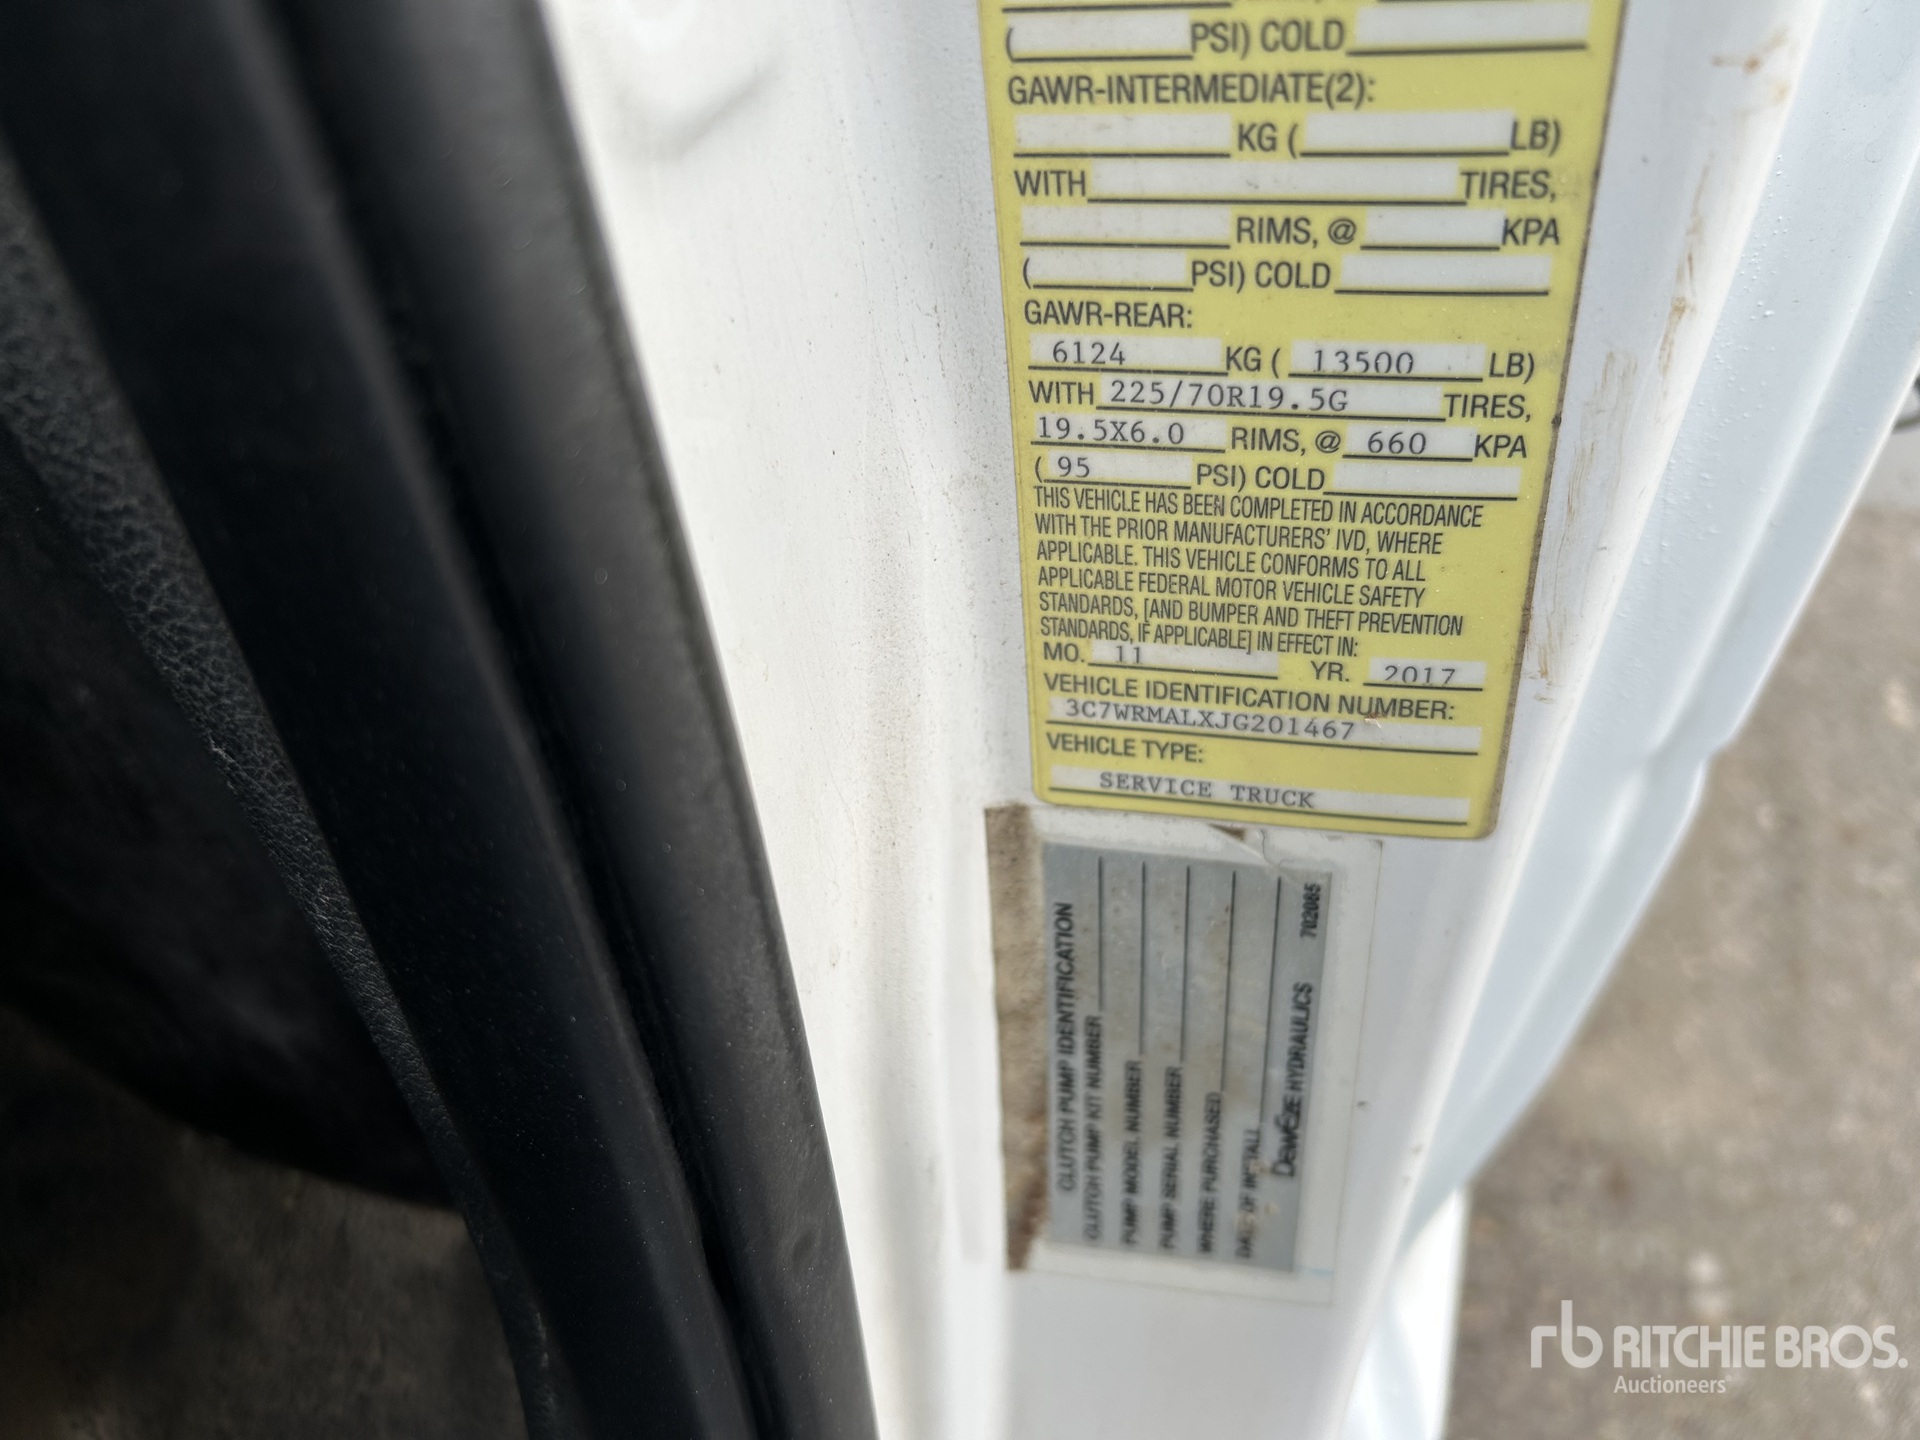 ( PSI) COLD
GAWR-INTERMEDIATE(2):
KG ( LB)
WITH TIRES,
RIMS, @ KPA
( PSI) COLD
GAWR-REAR:
6124 KG ( 13500 LB)
WITH 225/70R19.5G TIRES,
19.5X6.0 RIMS, @ 660 KPA
( 95 PSI) COLD
THIS VEHICLE HAS BEEN COMPLETED IN ACCORDANCE
WITH THE PRIOR MANUFACTURERS' IVD, WHERE
APPLICABLE. THIS VEHICLE CONFORMS TO ALL
APPLICABLE FEDERAL MOTOR VEHICLE SAFETY
STANDARDS, [AND BUMPER AND THEFT PREVENTION
STANDARDS, IF APPLICABLE] IN EFFECT IN:
MO. 11 YR. 2017
VEHICLE IDENTIFICATION NUMBER:
3C7WRMALXJG201467
VEHICLE TYPE:
SERVICE TRUCK
CLUTCH PUMP IDENTIFICATION
CLUTCH PUMP KIT NUMBER
PUMP MODEL NUMBER
PUMP SERIAL NUMBER
WHERE PURCHASED
DATE OF INSTALL
DewEze HYDRAULICS 702085
rb RITCHIE BROS.
Auctioneers